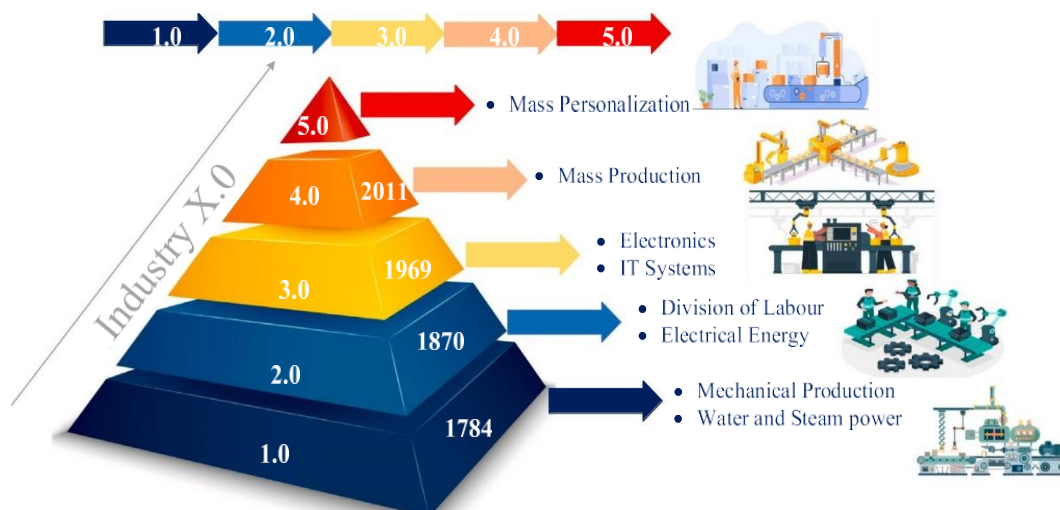 1.0 2.0 3.0 4.0 5.0
Industry X.0
5.0
• Mass Personalization
4.0 2011
• Mass Production
3.0 1969
• Electronics
• IT Systems
2.0 1870
• Division of Labour
• Electrical Energy
1.0 1784
• Mechanical Production
• Water and Steam power